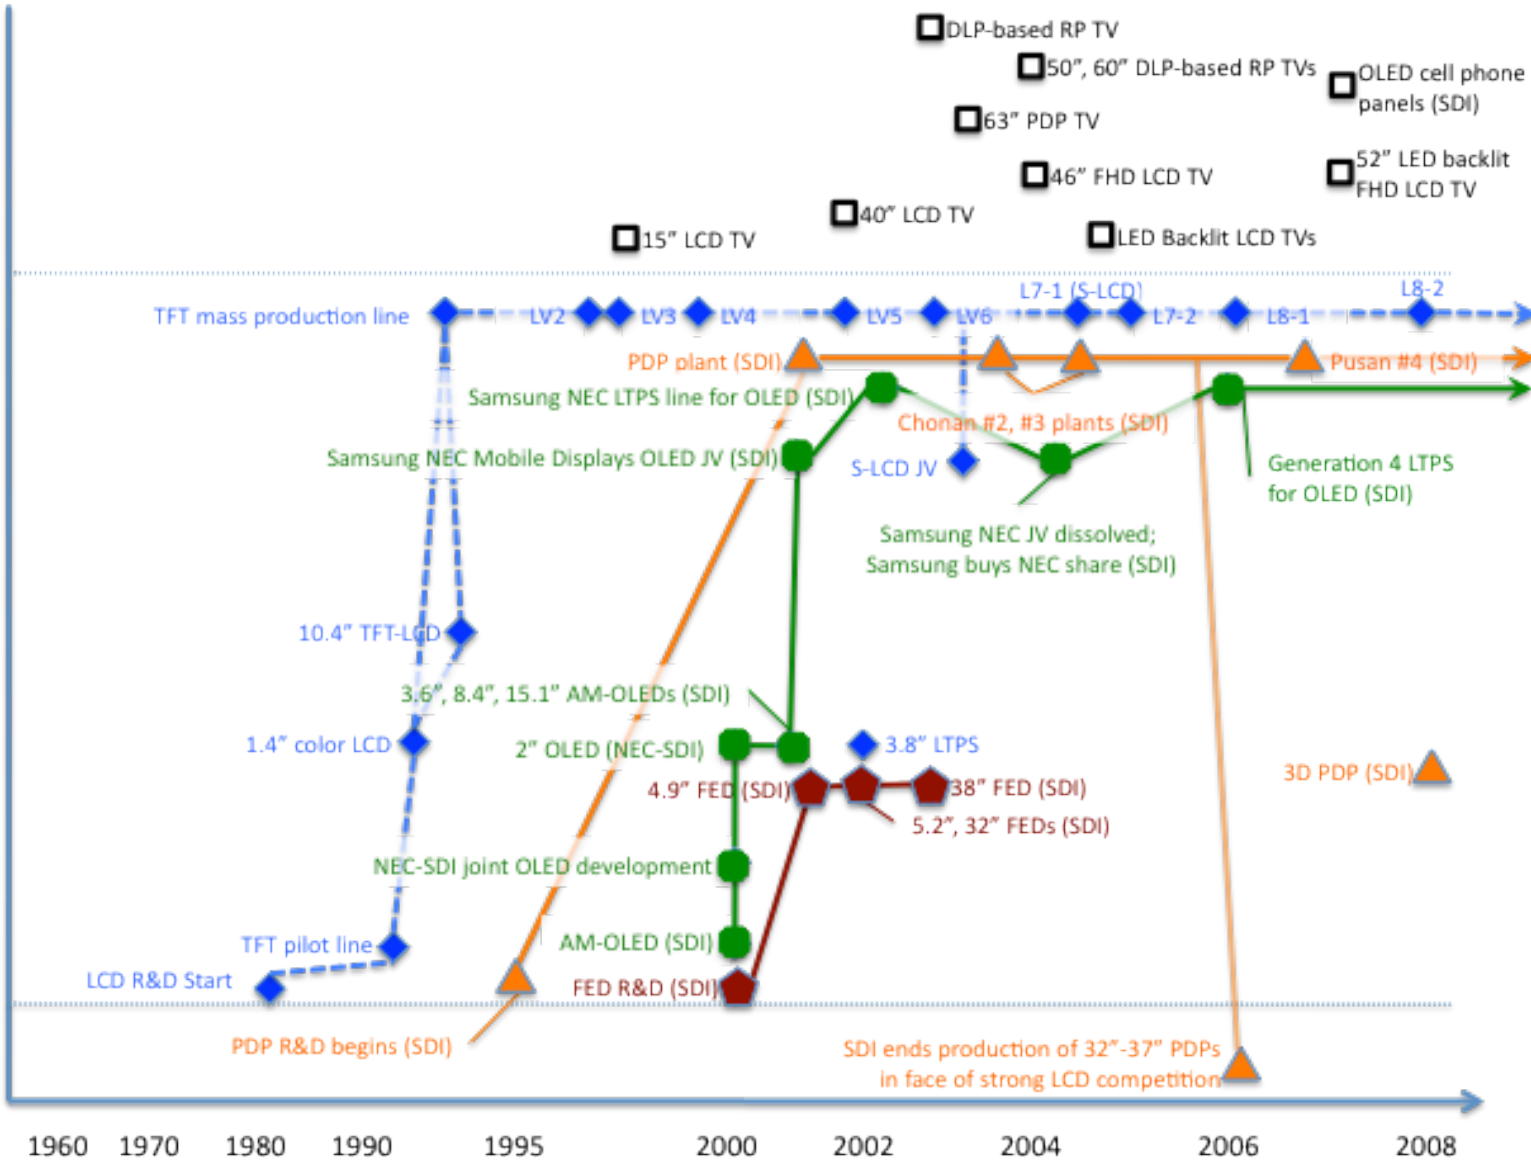 DLP-based RP TV
50”, 60” DLP-based RP TVs
OLED cell phone
panels (SDI)
63” PDP TV
52” LED backlit
FHD LCD TV
46” FHD LCD TV
40” LCD TV
15” LCD TV
LED Backlit LCD TVs
L7-1 (S-LCD)
L8-2
TFT mass production line
LV2
LV3
LV4
LV5
LV6
L7-2
L8-1
PDP plant (SDI)
Pusan #4 (SDI)
Samsung NEC LTPS line for OLED (SDI)
Chonan #2, #3 plants (SDI)
Samsung NEC Mobile Displays OLED JV (SDI)
S-LCD JV
Generation 4 LTPS
for OLED (SDI)
Samsung NEC JV dissolved;
Samsung buys NEC share (SDI)
10.4” TFT-LCD
3.6”, 8.4”, 15.1” AM-OLEDs (SDI)
1.4” color LCD
2” OLED (NEC-SDI)
3.8” LTPS
3D PDP (SDI)
4.9” FED (SDI)
38” FED (SDI)
5.2”, 32” FEDs (SDI)
NEC-SDI joint OLED development
TFT pilot line
AM-OLED (SDI)
LCD R&D Start
FED R&D (SDI)
PDP R&D begins (SDI)
SDI ends production of 32”-37” PDPs
in face of strong LCD competition
1960 1970 1980 1990 1995 2000 2002 2004 2006 2008